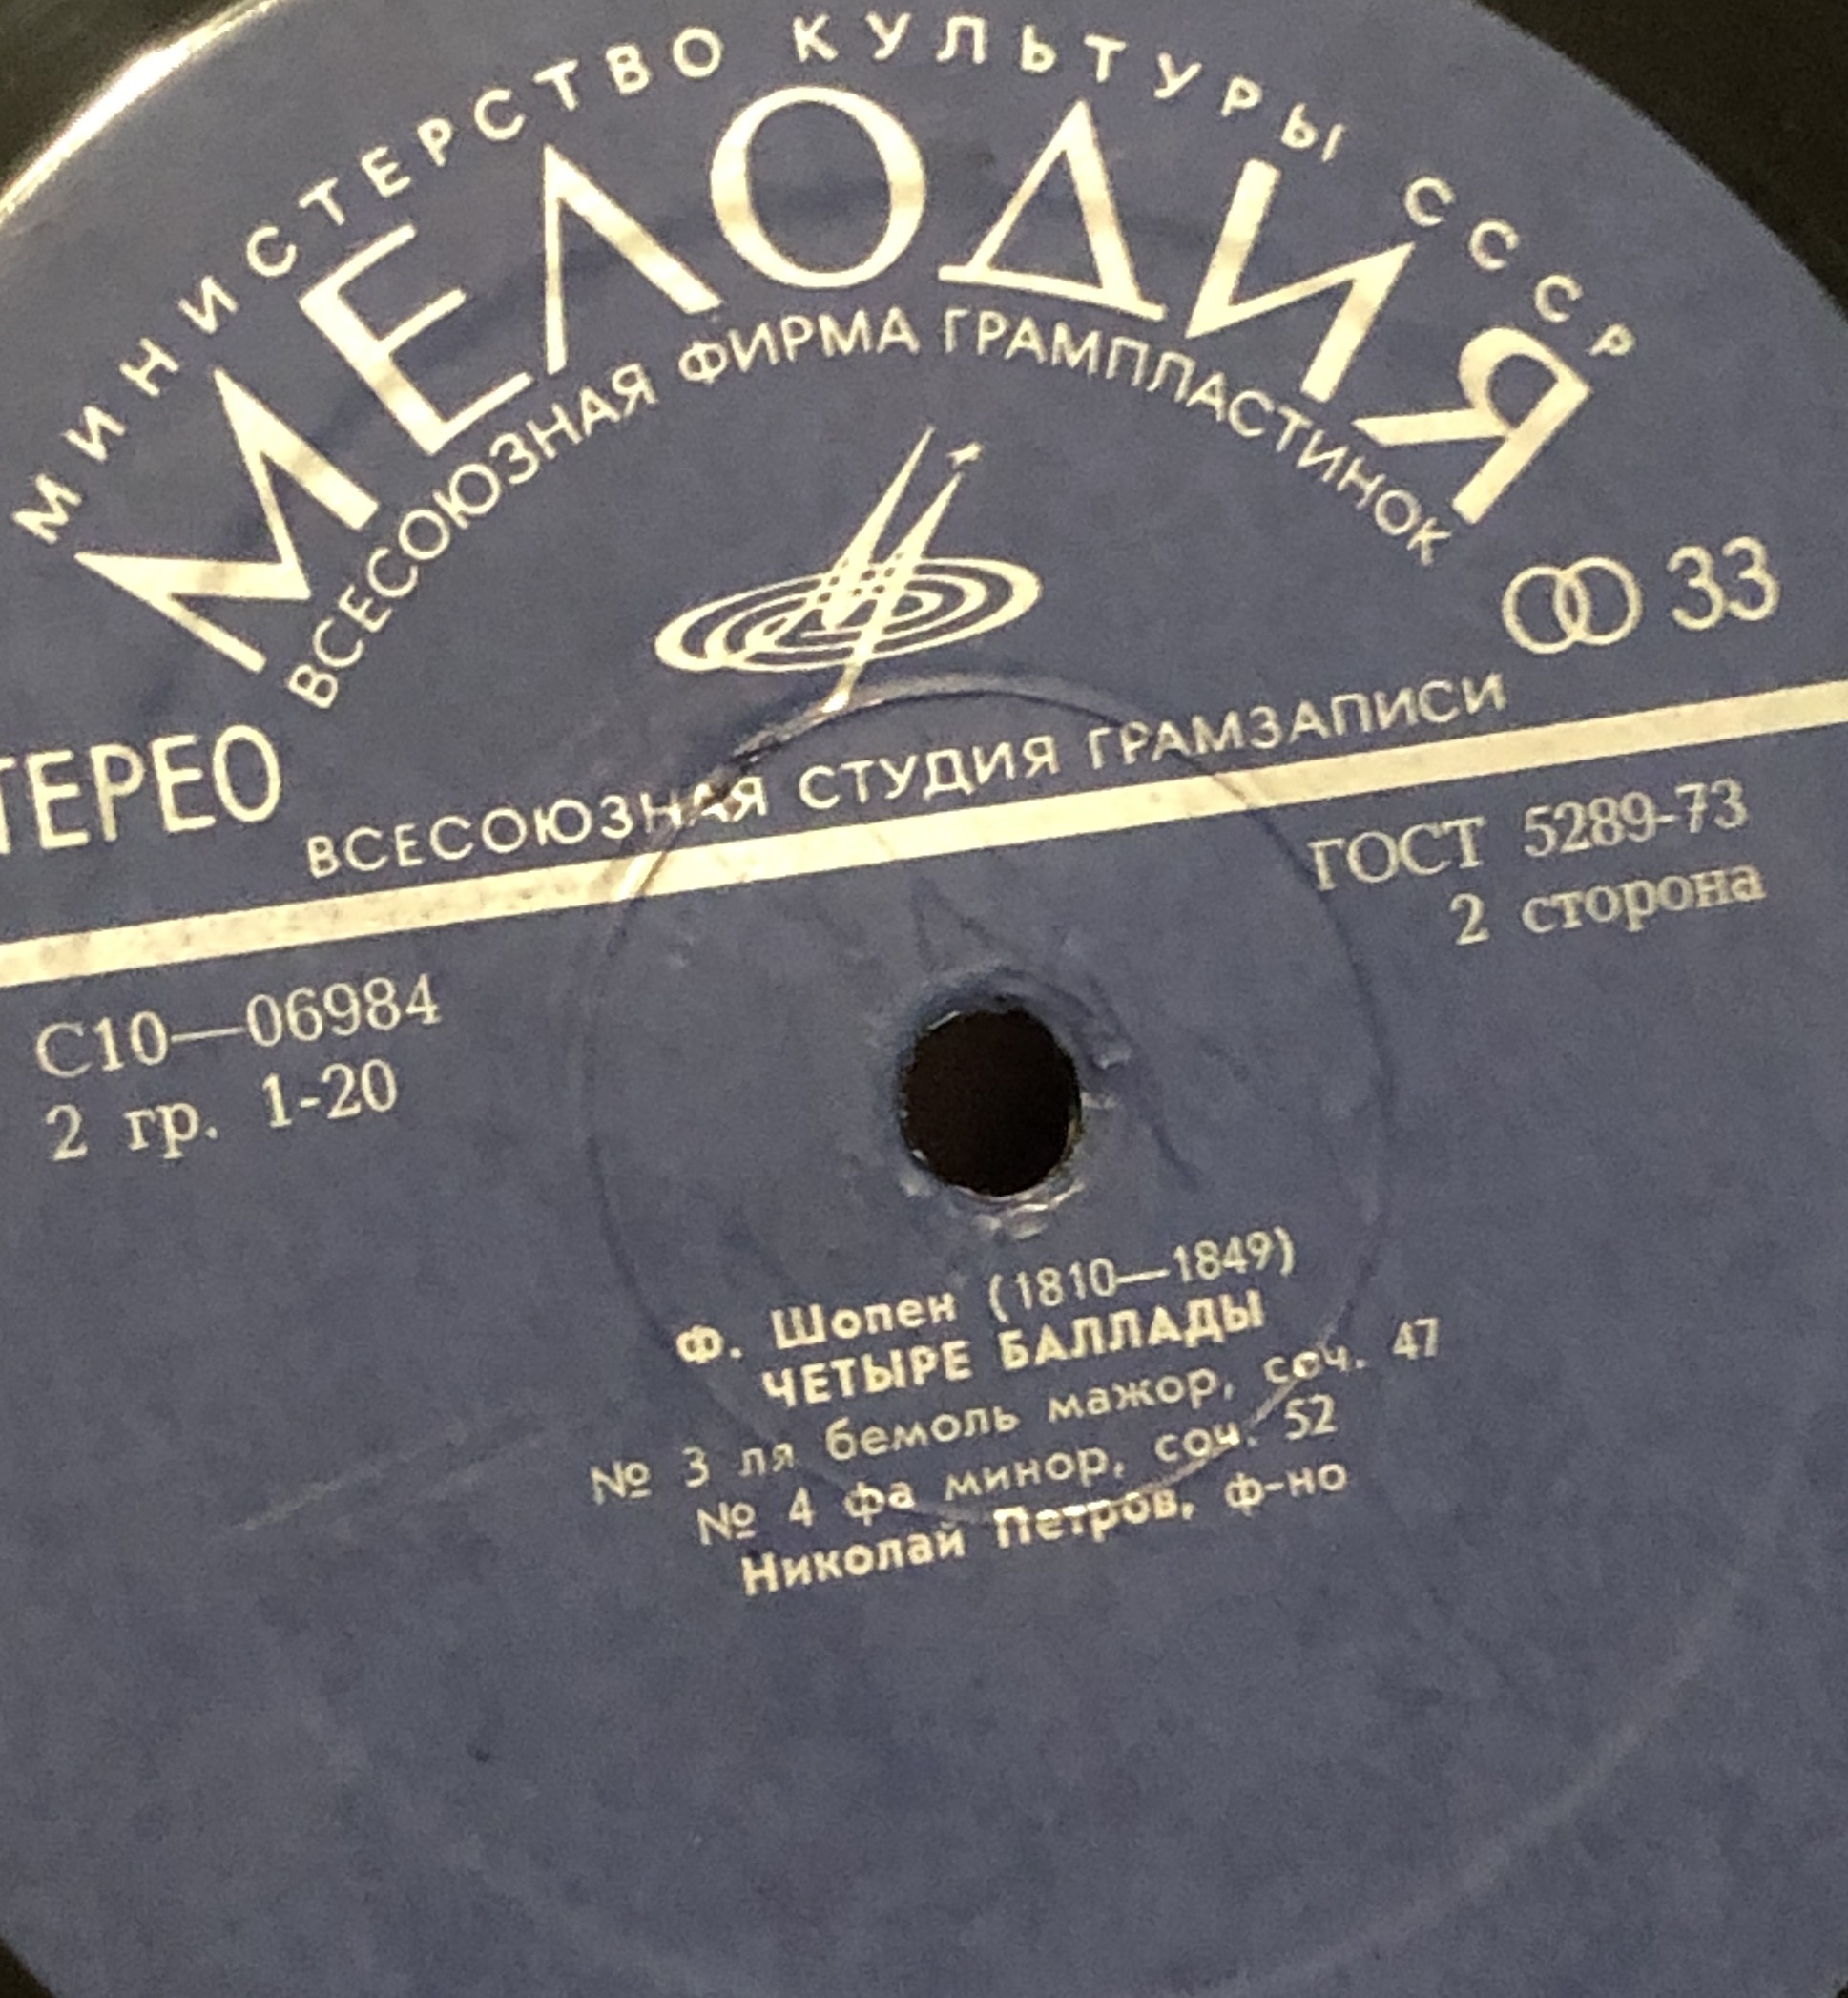 МИНИСТЕРСТВО КУЛЬТУРЫ СССР
МЕЛОДИЯ
ВСЕСОЮЗНАЯ ФИРМА ГРАМПЛАСТИНОК
33
ТЕРЕО
ВСЕСОЮЗНАЯ СТУДИЯ ГРАМЗАПИСИ
ГОСТ 5289-73
2 сторона
С10—06984
2 гр. 1-20
Ф. Шопен (1810—1849)
ЧЕТЫРЕ БАЛЛАДЫ
№ 3 ля бемоль мажор, соч. 47
№ 4 фа минор, соч. 52
Николай Петров, ф-но